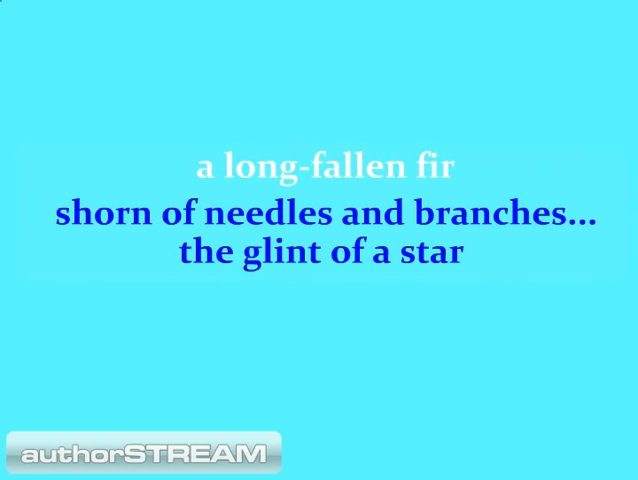 a long-fallen fir
shorn of needles and branches...
the glint of a star
authorSTREAM